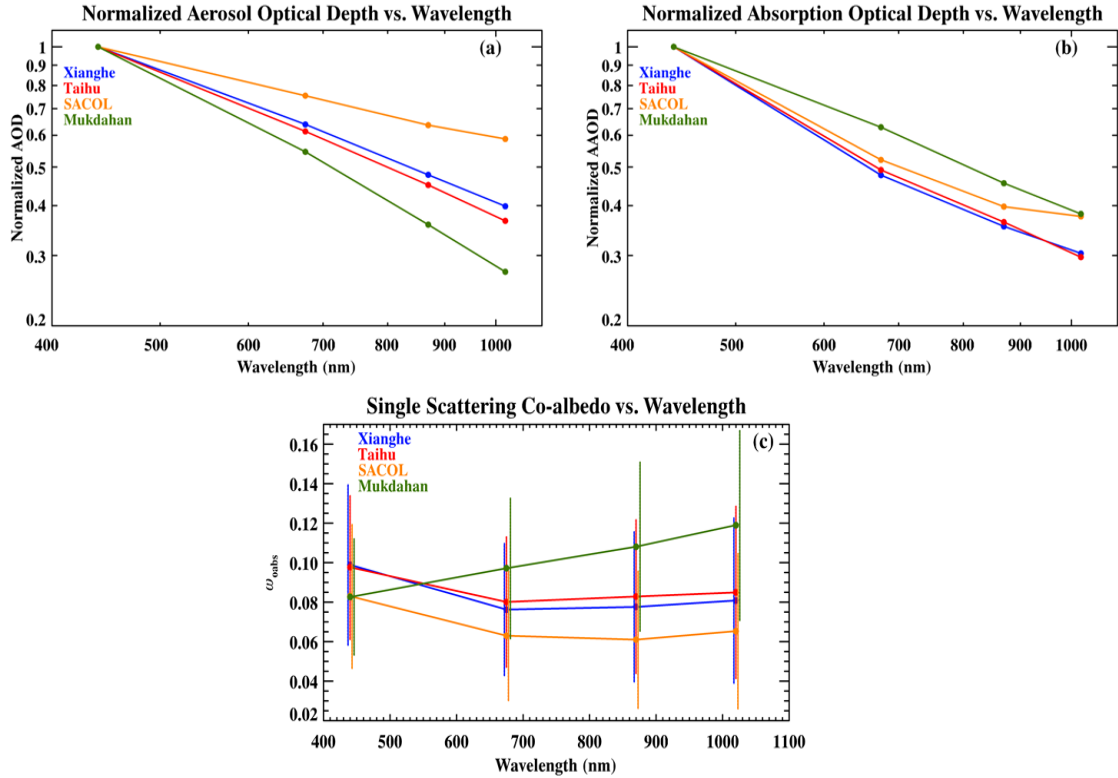 Normalized Aerosol Optical Depth vs. Wavelength
(a)
Xianghe
Taihu
SACOL
Mukdahan
Normalized AOD
1
0.9
0.8
0.7
0.6
0.5
0.4
0.3
0.2
400 500 600 700 800 900 1000
Wavelength (nm)
Normalized Absorption Optical Depth vs. Wavelength
(b)
Xianghe
Taihu
SACOL
Mukdahan
Normalized AAOD
1
0.9
0.8
0.7
0.6
0.5
0.4
0.3
0.2
400 500 600 700 800 900 1000
Wavelength (nm)
Single Scattering Co-albedo vs. Wavelength
(c)
Xianghe
Taihu
SACOL
Mukdahan
ω oabs
0.16
0.14
0.12
0.10
0.08
0.06
0.04
0.02
400 500 600 700 800 900 1000 1100
Wavelength (nm)